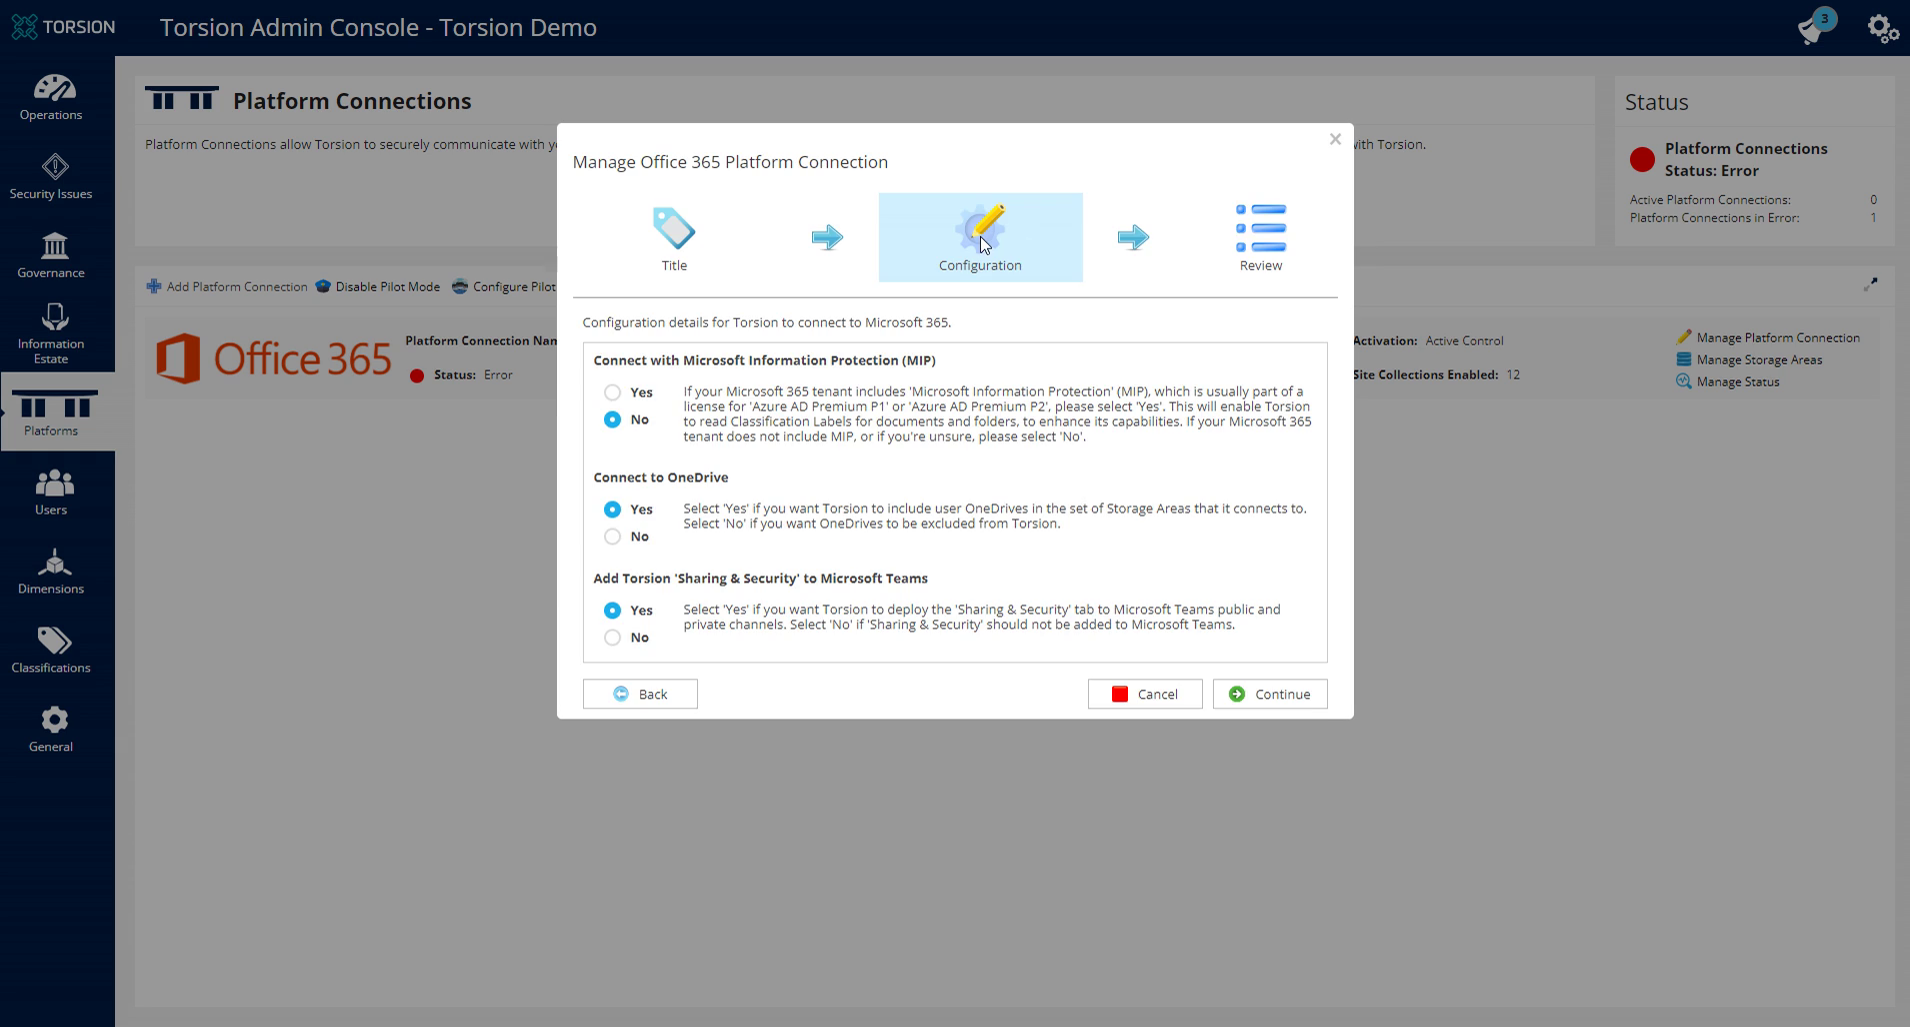 TORSION
Torsion Admin Console - Torsion Demo
3
Operations
Security Issues
Governance
Information
Estate
Platforms
Users
Dimensions
Classifications
General
Platform Connections
Platform Connections allow Torsion to securely communicate with
with Torsion.
Status
Platform Connections
Status: Error
Active Platform Connections: 0
Platform Connections in Error: 1
Add Platform Connection
Disable Pilot Mode
Configure Pilot
Office 365
Platform Connection
Status: Error
Activation: Active Control
Site Collections Enabled: 12
Manage Platform Connection
Manage Storage Areas
Manage Status
Manage Office 365 Platform Connection
Title
Configuration
Review
Configuration details for Torsion to connect to Microsoft 365.
Connect with Microsoft Information Protection (MIP)
Yes
No
If your Microsoft 365 tenant includes 'Microsoft Information Protection' (MIP), which is usually part of a
license for 'Azure AD Premium P1' or 'Azure AD Premium P2', please select 'Yes'. This will enable Torsion
to read Classification Labels for documents and folders, to enhance its capabilities. If your Microsoft 365
tenant does not include MIP, or if you're unsure, please select 'No'.
Connect to OneDrive
Yes
No
Select 'Yes' if you want Torsion to include user OneDrives in the set of Storage Areas that it connects to.
Select 'No' if you want OneDrives to be excluded from Torsion.
Add Torsion 'Sharing & Security' to Microsoft Teams
Yes
No
Select 'Yes' if you want Torsion to deploy the 'Sharing & Security' tab to Microsoft Teams public and
private channels. Select 'No' if 'Sharing & Security' should not be added to Microsoft Teams.
Back
Cancel
Continue